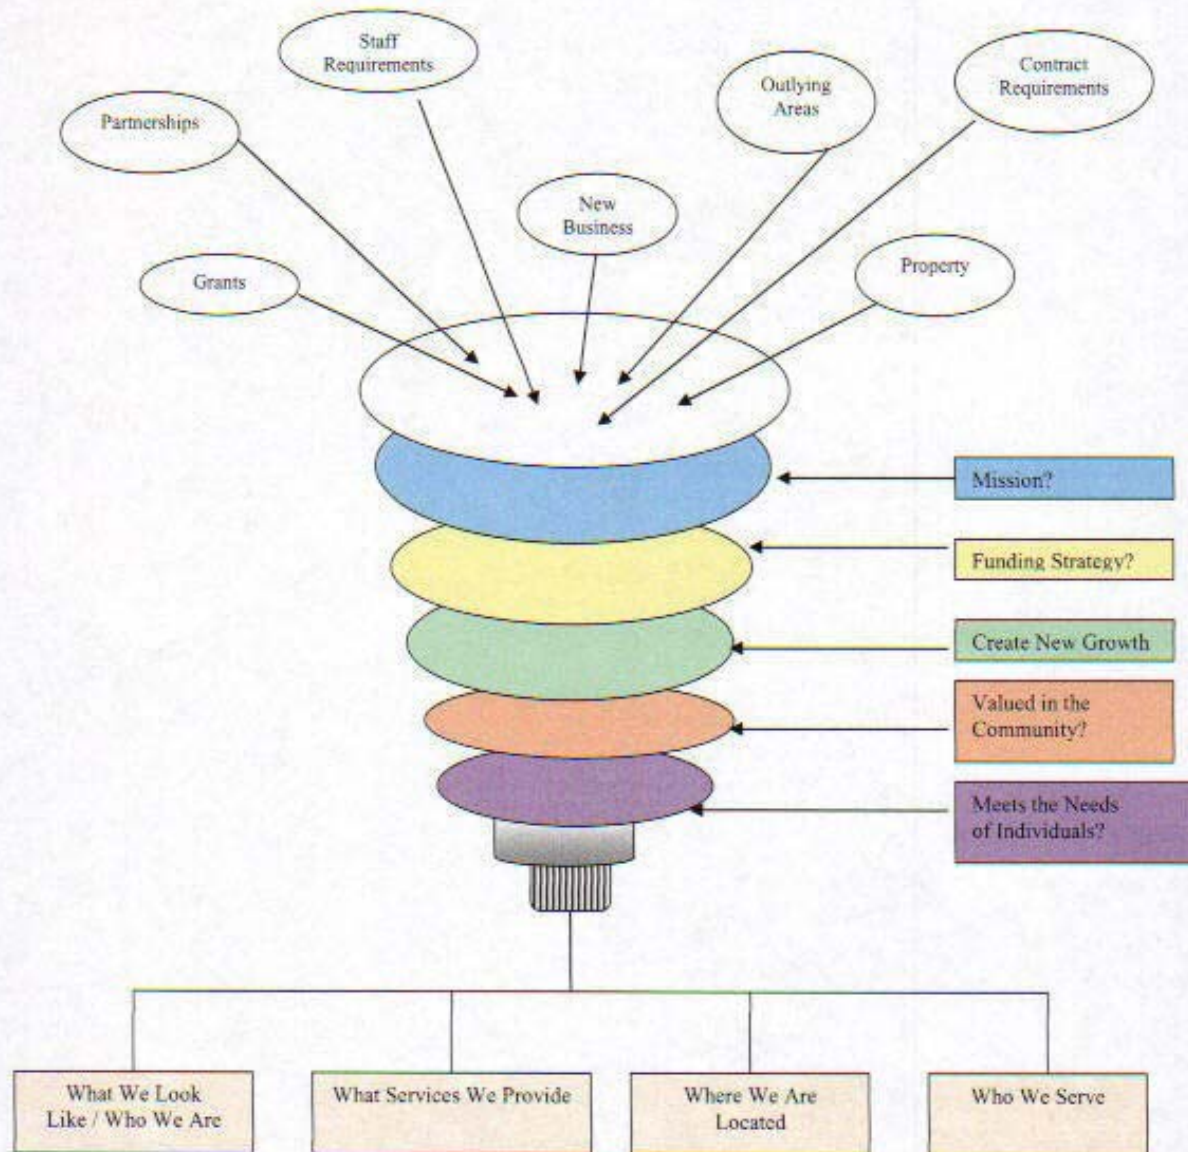 Staff
Requirements
Outlying
Areas
Contract
Requirements
Partnerships
New
Business
Grants
Property
Mission?
Funding Strategy?
Create New Growth
Valued in the
Community?
Meets the Needs
of Individuals?
What We Look
Like / Who We Are
What Services We Provide
Where We Are
Located
Who We Serve